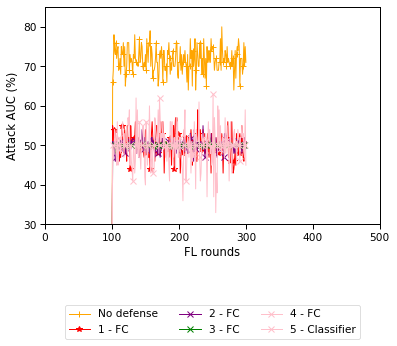 80
70
60
50
40
30
Attack AUC (%)
0 100 200 300 400 500
FL rounds
No defense 2 - FC 4 - FC
1 - FC 3 - FC 5 - Classifier